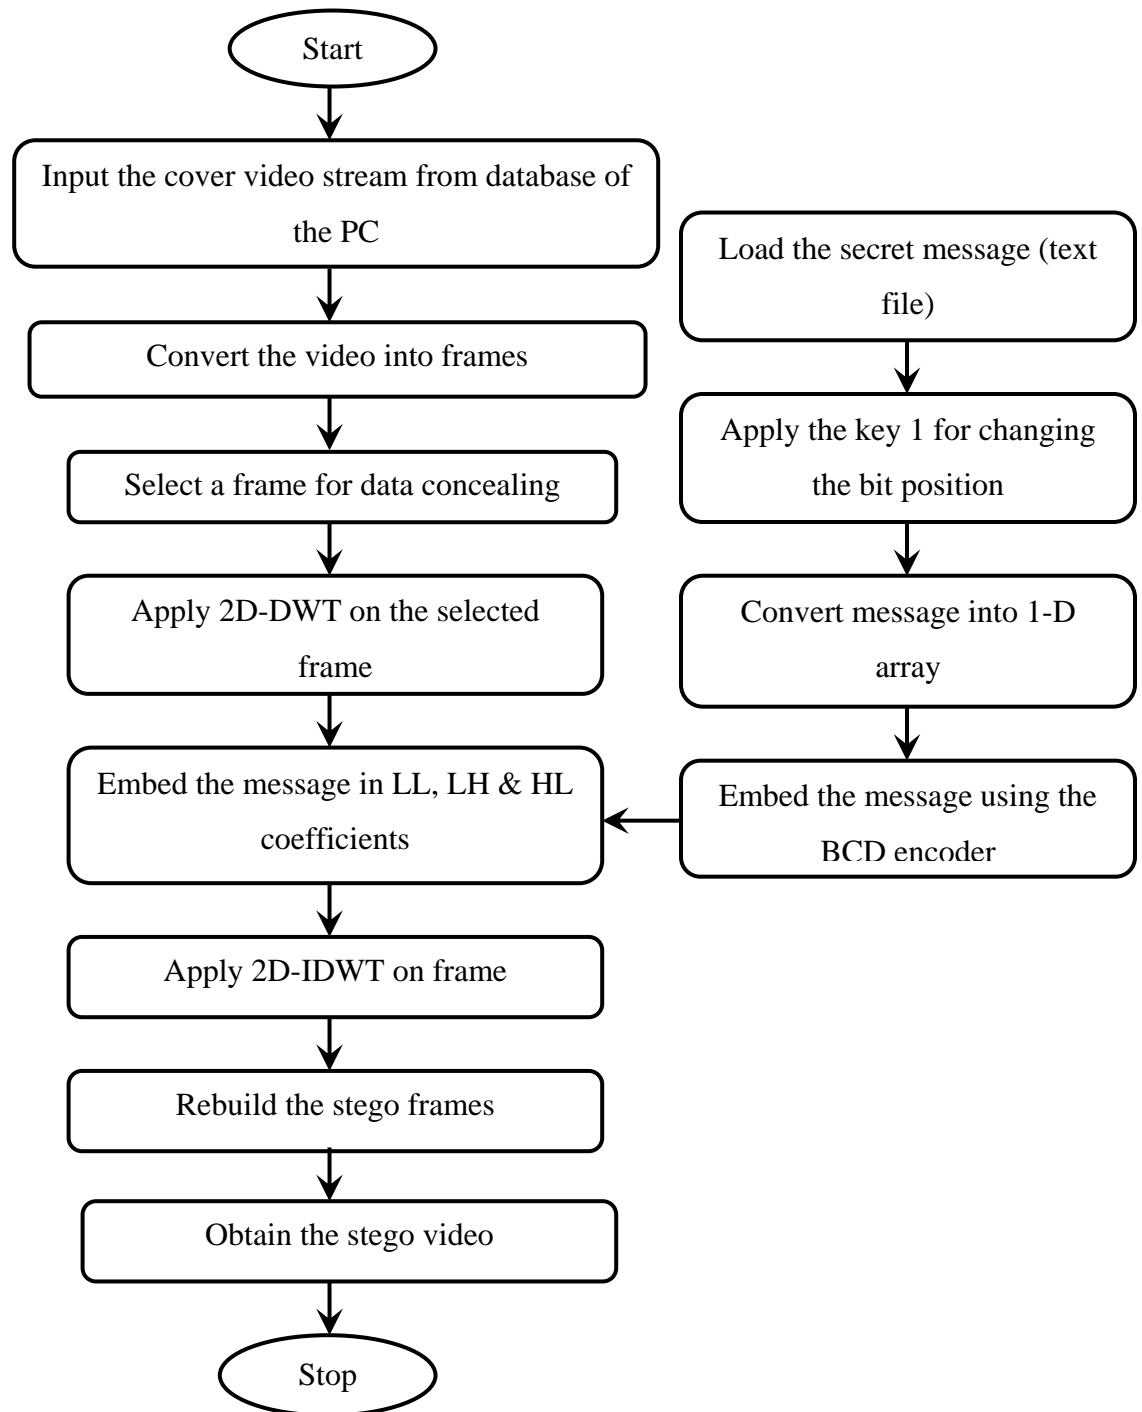 Start
Input the cover video stream from database of
the PC
Convert the video into frames
Select a frame for data concealing
Apply 2D-DWT on the selected
frame
Embed the message in LL, LH & HL
coefficients
Apply 2D-IDWT on frame
Rebuild the stego frames
Obtain the stego video
Stop
Load the secret message (text
file)
Apply the key 1 for changing
the bit position
Convert message into 1-D
array
Embed the message using the
BCD encoder